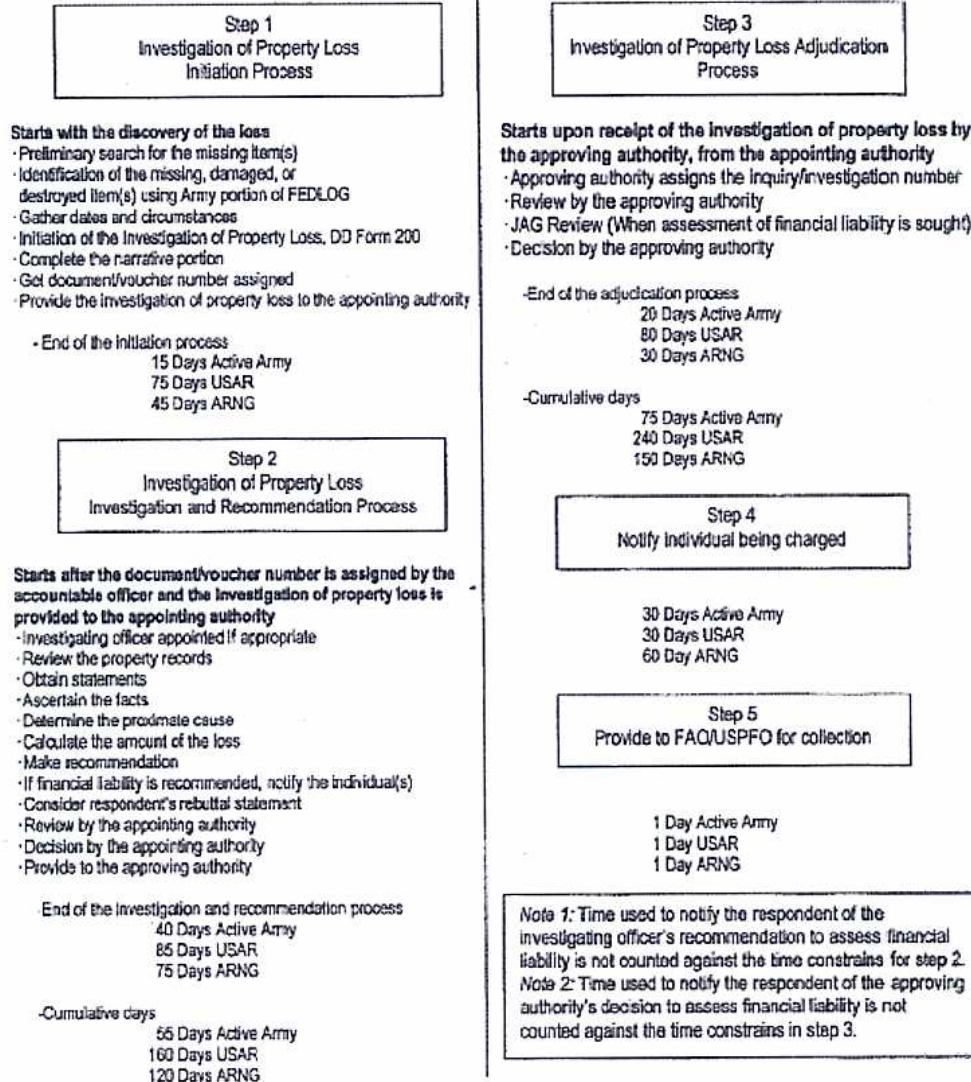 Step 1
Investigation of Property Loss
Initiation Process
Starts with the discovery of the loss
·Preliminary search for the missing item(s)
·Identification of the missing, damaged, or
destroyed item(s) using Army portion of FEDLOG
·Gather dates and circumstances
·Initiation of the Investigation of Property Loss, DD Form 200
·Complete the narrative portion
·Get document/voucher number assigned
·Provide the investigation of property loss to the appointing authority
- End of the initiation process
15 Days Active Army
75 Days USAR
45 Days ARNG
Step 2
Investigation of Property Loss
Investigation and Recommendation Process
Starts after the document/voucher number is assigned by the
accountable officer and the investigation of property loss is
provided to the appointing authority
·Investigating officer appointed if appropriate
·Review the property records
·Obtain statements
·Ascertain the facts
·Determine the proximate cause
·Calculate the amount of the loss
·Make recommendation
·If financial liability is recommended, notify the individual(s)
·Consider respondent's rebuttal statement
·Review by the appointing authority
·Decision by the appointing authority
·Provide to the approving authority
-End of the investigation and recommendation process
40 Days Active Army
85 Days USAR
75 Days ARNG
-Cumulative days
55 Days Active Army
160 Days USAR
120 Days ARNG
Step 3
Investigation of Property Loss Adjudication
Process
Starts upon receipt of the investigation of property loss by
the approving authority, from the appointing authority
·Approving authority assigns the inquiry/investigation number
·Review by the approving authority
·JAG Review (When assessment of financial liability is sought)
·Decision by the approving authority
-End of the adjudication process
20 Days Active Army
80 Days USAR
30 Days ARNG
-Cumulative days
75 Days Active Army
240 Days USAR
150 Days ARNG
Step 4
Notify individual being charged
30 Days Active Army
30 Days USAR
60 Day ARNG
Step 5
Provide to FAO/USPFO for collection
1 Day Active Army
1 Day USAR
1 Day ARNG
Note 1: Time used to notify the respondent of the
investigating officer's recommendation to assess financial
liability is not counted against the time constrains for step 2.
Note 2: Time used to notify the respondent of the approving
authority's decision to assess financial liability is not
counted against the time constrains in step 3.